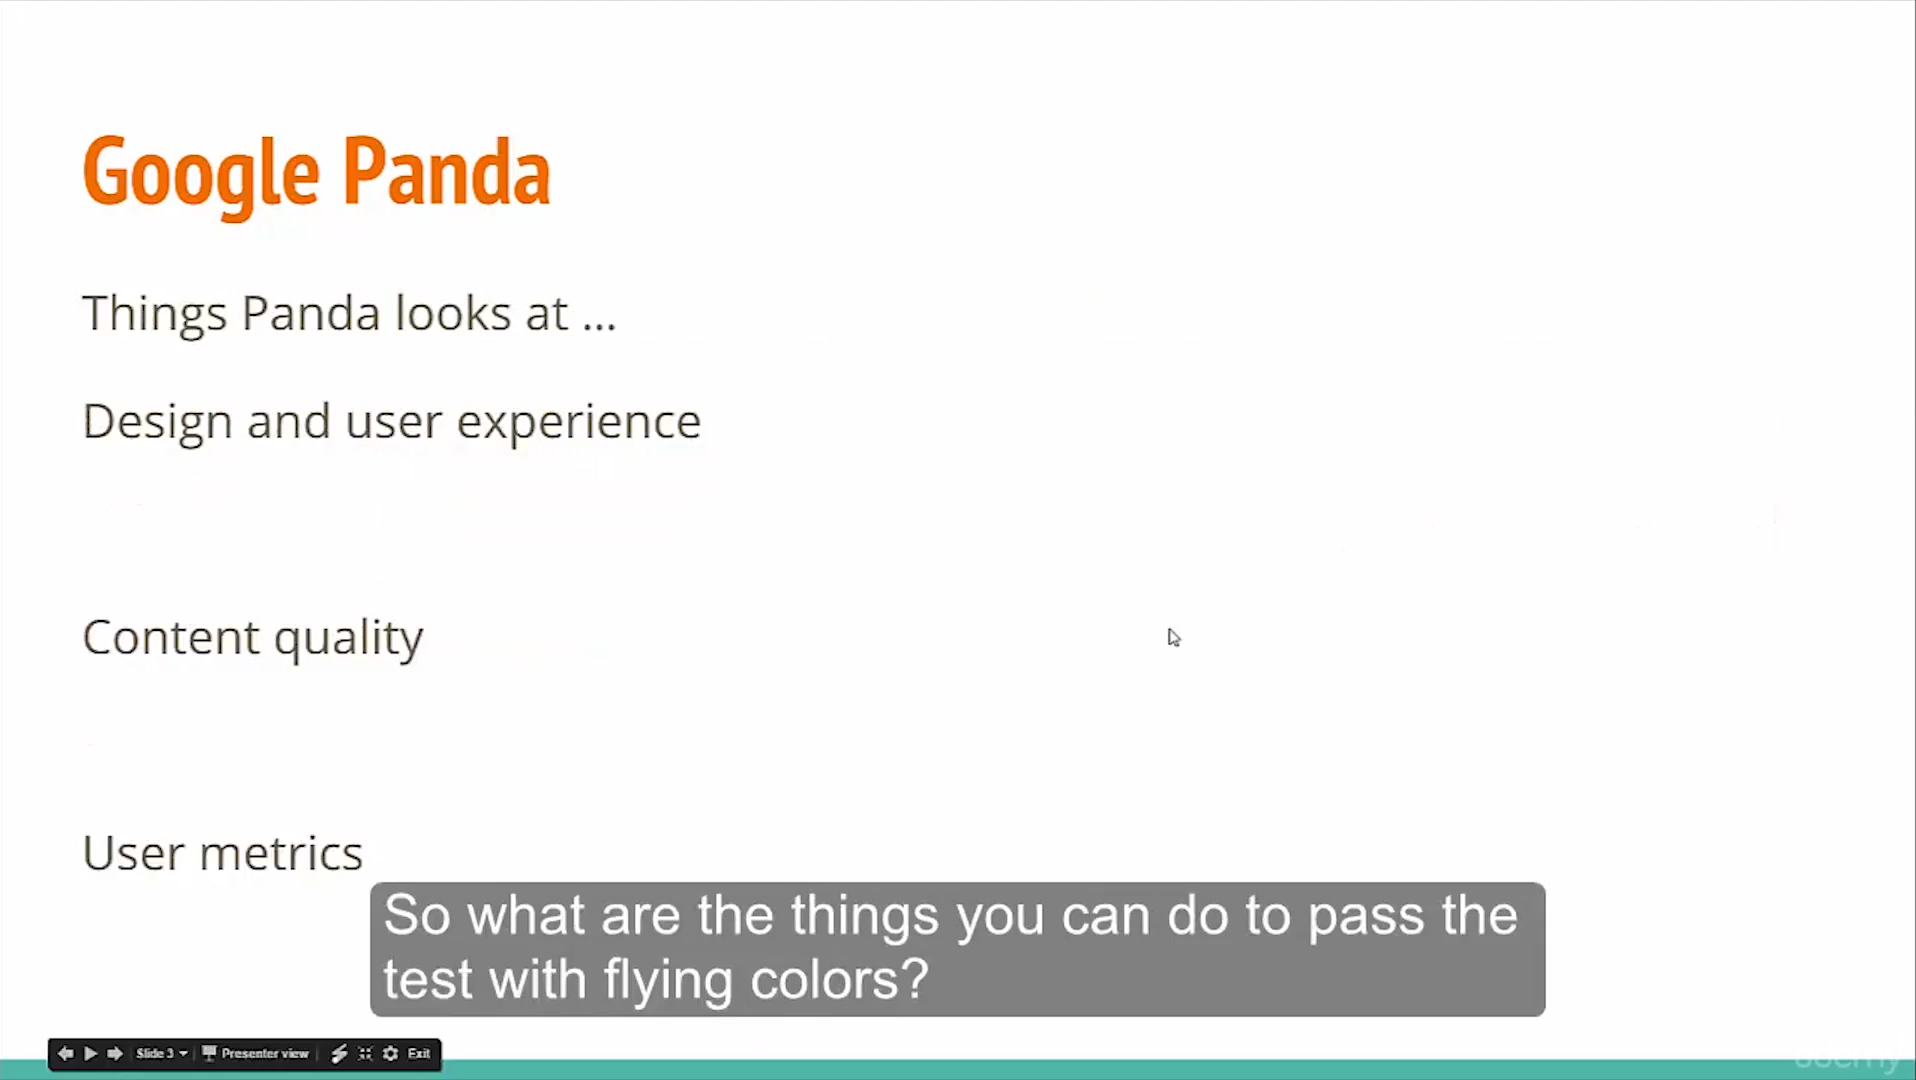 Google Panda
Things Panda looks at ...
Design and user experience
Content quality
User metrics
So what are the things you can do to pass the
test with flying colors?
Slide 3 Presenter view Exit